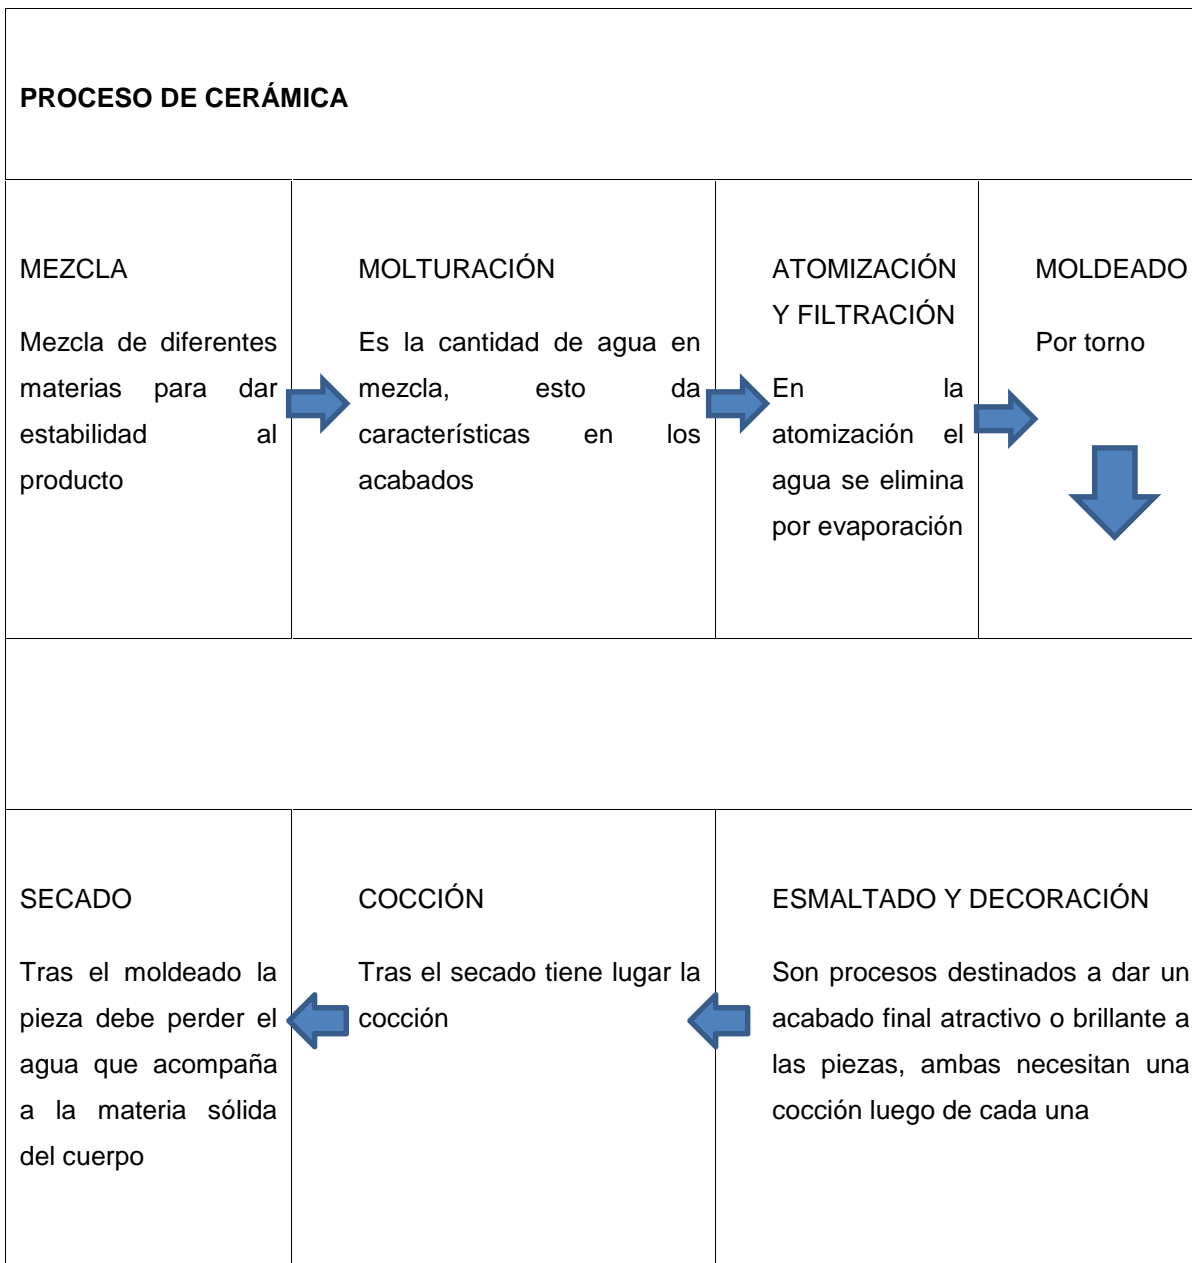 PROCESO DE CERÁMICA
MEZCLA
Mezcla de diferentes
materias para dar
estabilidad al
producto
MOLTURACIÓN
Es la cantidad de agua en
mezcla, esto da
características en los
acabados
ATOMIZACIÓN
Y FILTRACIÓN
En la
atomización el
agua se elimina
por evaporación
MOLDEADO
Por torno
SECADO
Tras el moldeado la
pieza debe perder el
agua que acompaña
a la materia sólida
del cuerpo
COCCIÓN
Tras el secado tiene lugar la
cocción
ESMALTADO Y DECORACIÓN
Son procesos destinados a dar un
acabado final atractivo o brillante a
las piezas, ambas necesitan una
cocción luego de cada una